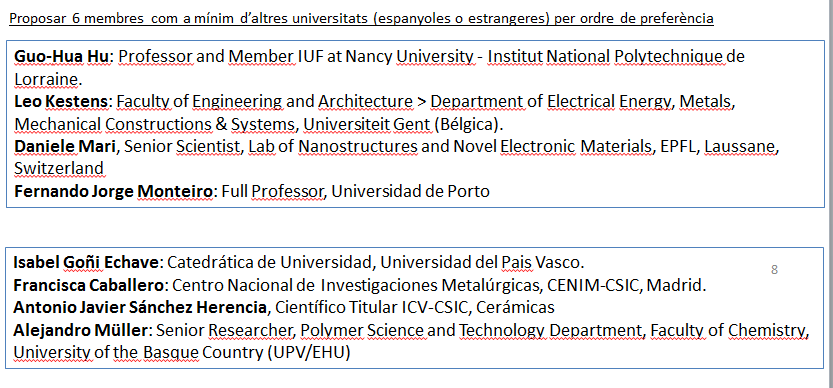 Proposar 6 membres com a mínim d'altres universitats (espanyoles o estrangeres) per ordre de preferència
Guo-Hua Hu: Professor and Member IUF at Nancy University - Institut National Polytechnique de
Lorraine.
Leo Kestens: Faculty of Engineering and Architecture > Department of Electrical Energy, Metals,
Mechanical Constructions & Systems, Universiteit Gent (Bélgica).
Daniele Mari, Senior Scientist, Lab of Nanostructures and Novel Electronic Materials, EPFL, Laussane,
Switzerland
Fernando Jorge Monteiro: Full Professor, Universidad de Porto
Isabel Goñi Echave: Catedrática de Universidad, Universidad del Pais Vasco.
8
Francisca Caballero: Centro Nacional de Investigaciones Metalúrgicas, CENIM-CSIC, Madrid.
Antonio Javier Sánchez Herencia, Científico Titular ICV-CSIC, Cerámicas
Alejandro Müller: Senior Researcher, Polymer Science and Technology Department, Faculty of Chemistry,
University of the Basque Country (UPV/EHU)